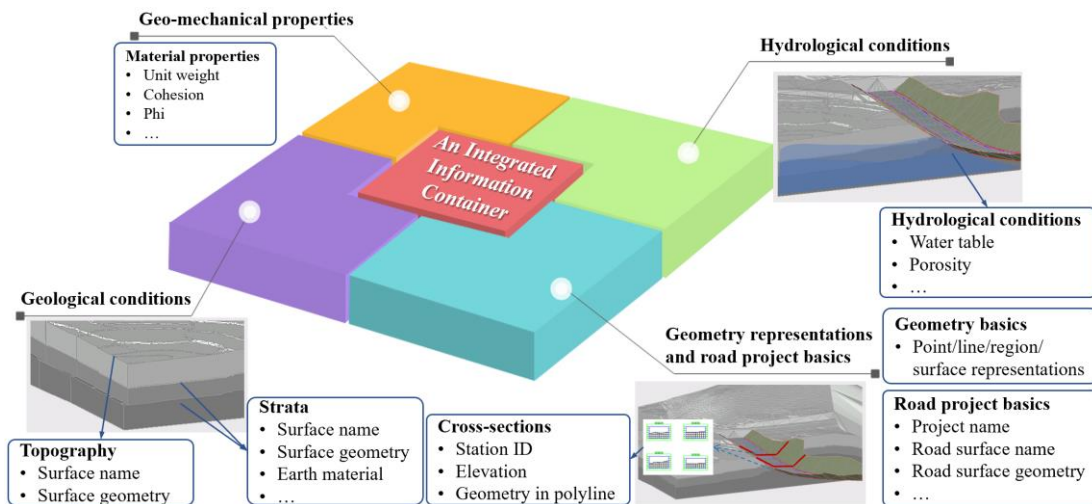 Geo-mechanical properties
Material properties
• Unit weight
• Cohesion
• Phi
• …
Hydrological conditions
An Integrated
Information
Container
Hydrological conditions
• Water table
• Porosity
• …
Geological conditions
Geometry representations
and road project basics
Geometry basics
• Point/line/region/
surface representations
Topography
• Surface name
• Surface geometry
Strata
• Surface name
• Surface geometry
• Earth material
• …
Cross-sections
• Station ID
• Elevation
• Geometry in polyline
Road project basics
• Project name
• Road surface name
• Road surface geometry
• …